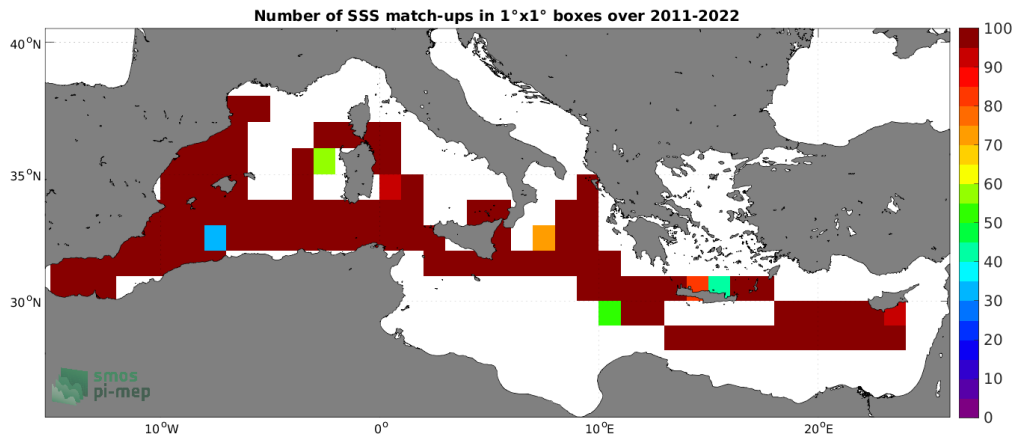 Number of SSS match-ups in 1°x1° boxes over 2011-2022
40°N
35°N
30°N
10°W
0°
10°E
20°E
100
90
80
70
60
50
40
30
20
10
0
smos
pi-mep